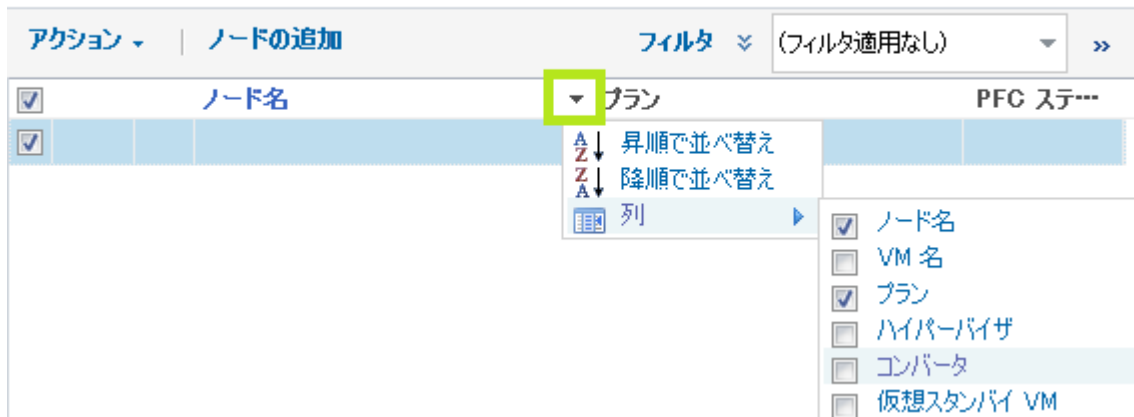 アクション | ノードの追加 フィルタ (フィルタ適用なし) »
ノード名 プラン PFC ステ…
昇順で並べ替え
降順で並べ替え
列
ノード名
VM 名
プラン
ハイパーバイザ
コンバータ
仮想スタンバイ VM